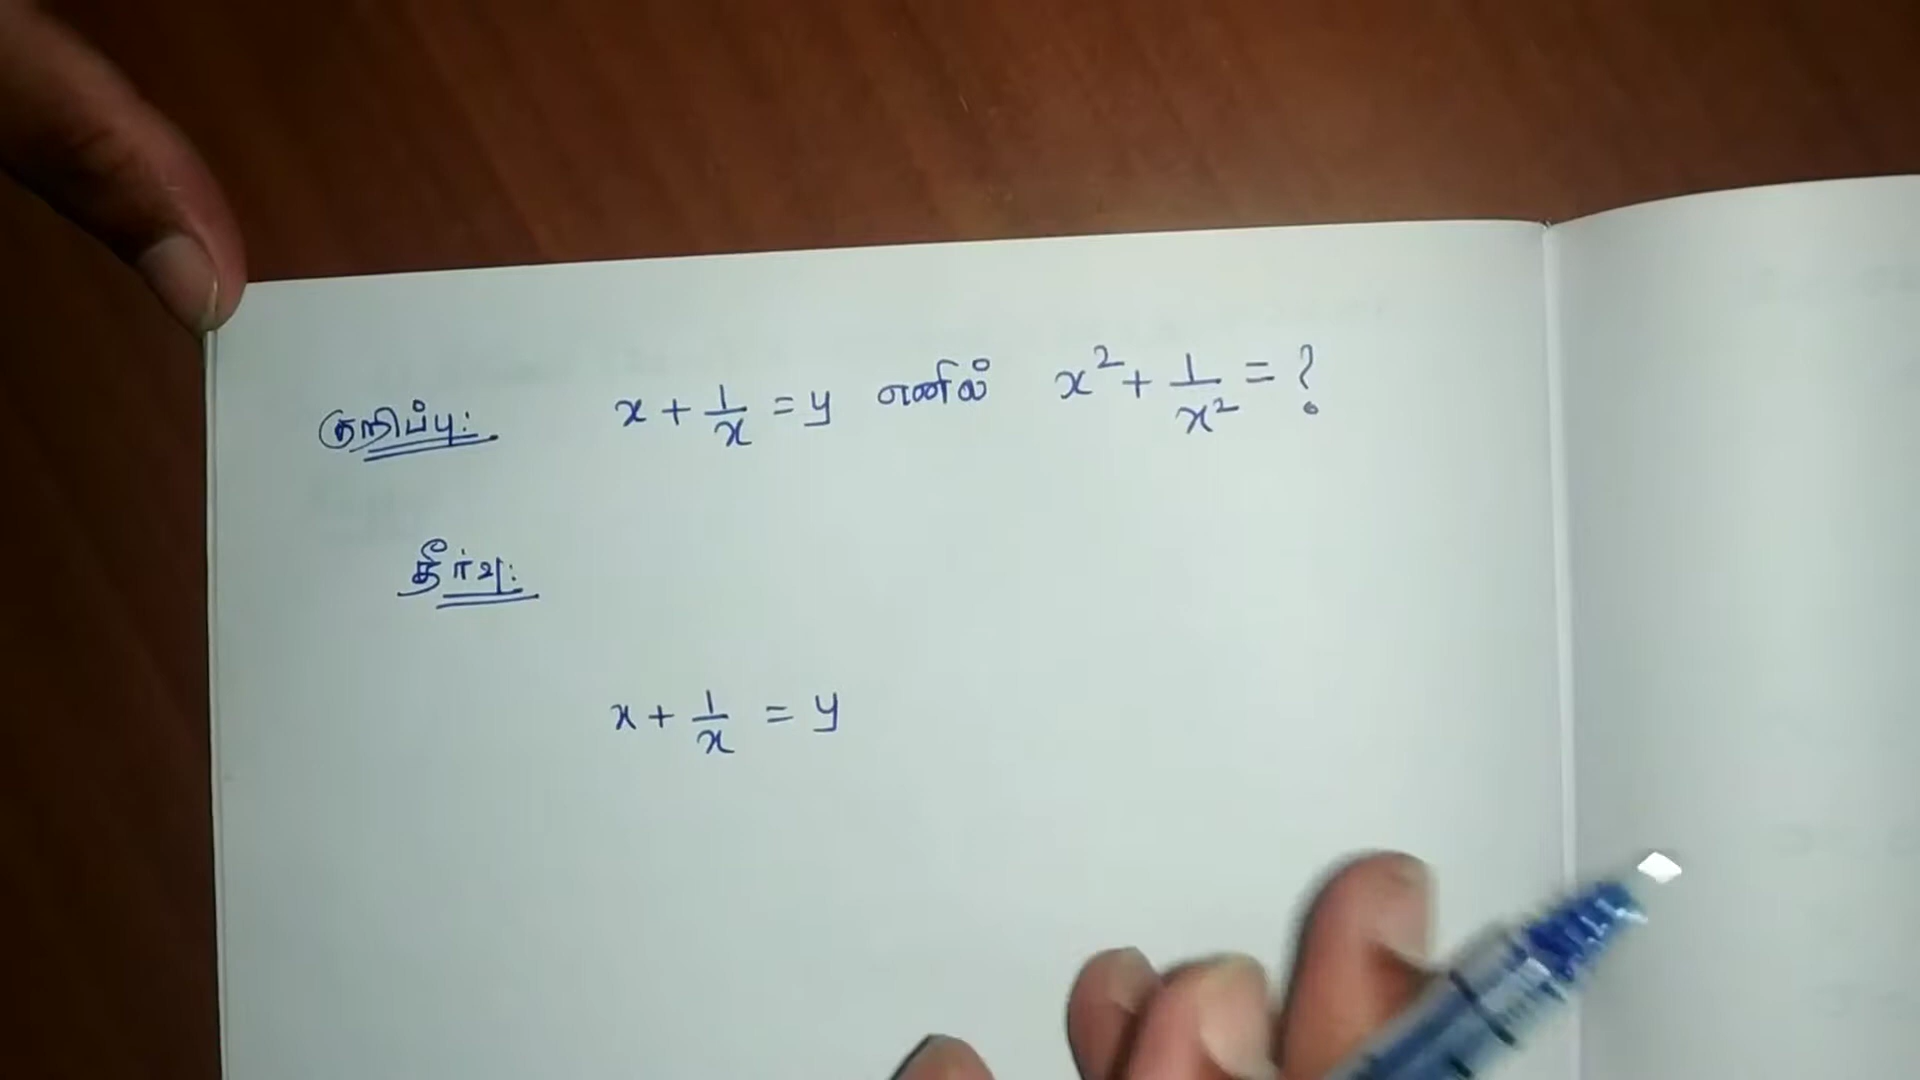 குறிப்பு: x + 1/x = y எனில் x² + 1/x² = ?
தீர்வு:
x + 1/x = y